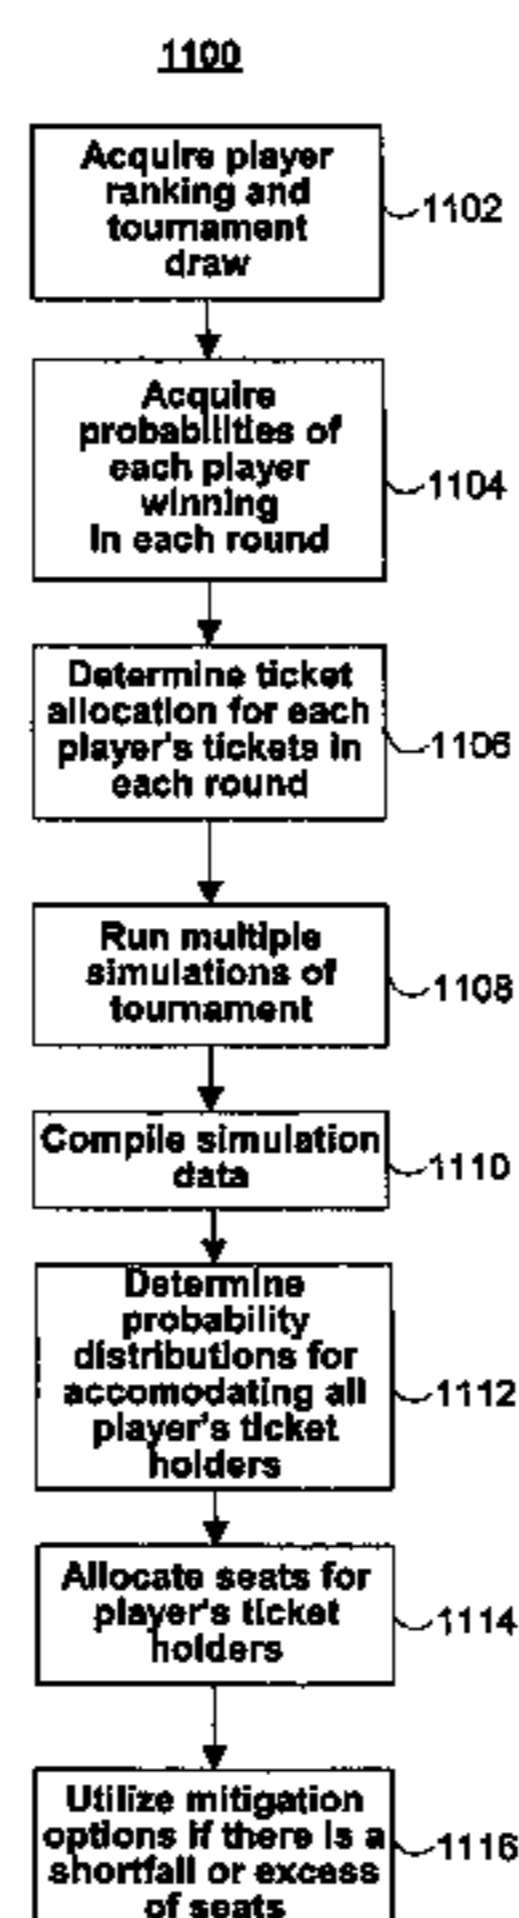 1100
Acquire player
ranking and
tournament
draw
1102
Acquire
probabilities of
each player
winning
in each round
1104
Determine ticket
allocation for each
player's tickets in
each round
1106
Run multiple
simulations of
tournament
1108
Compile simulation
data
1110
Determine
probability
distributions for
accomodating all
player's ticket
holders
1112
Allocate seats for
player's ticket
holders
1114
Utilize mitigation
options if there is a
shortfall or excess
of seats
1116